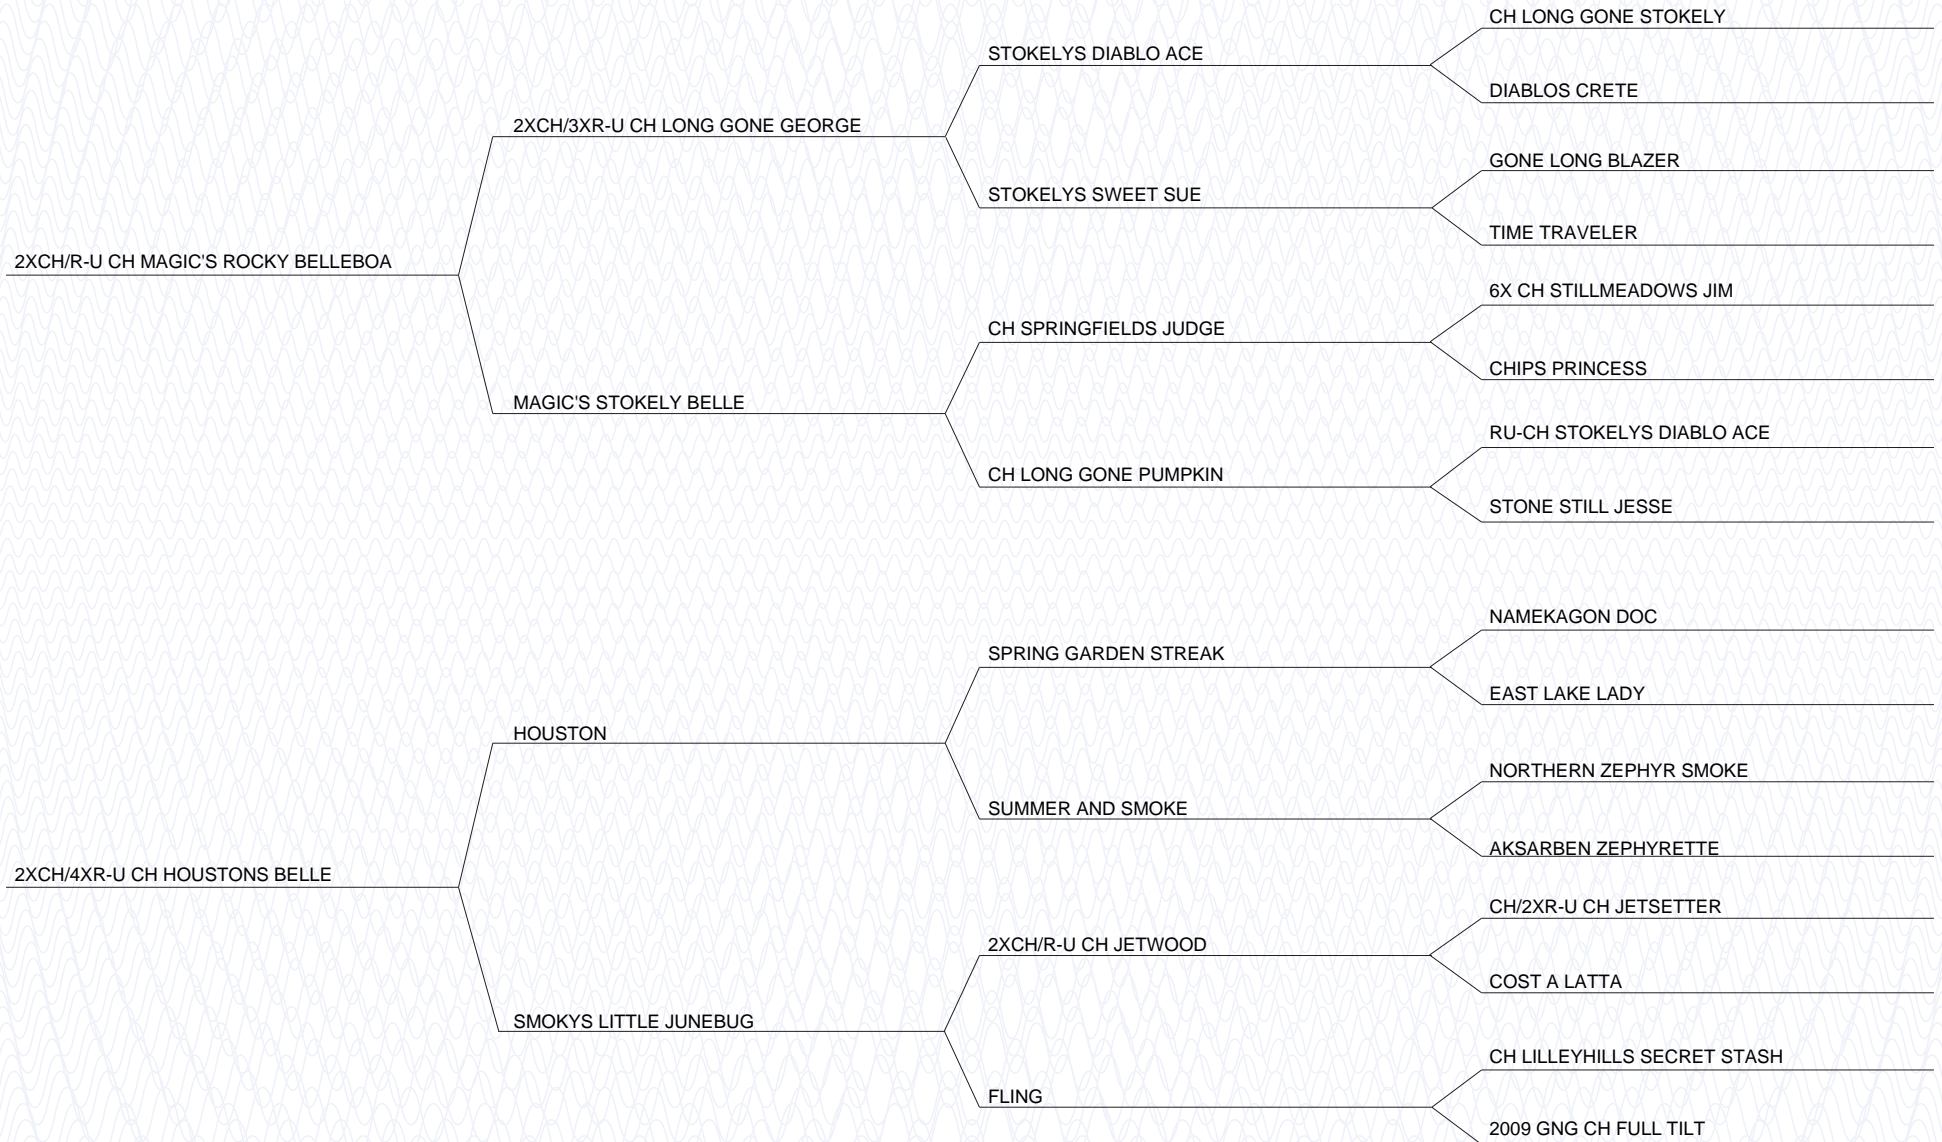 CH LONG GONE STOKELY
STOKELYS DIABLO ACE
DIABLOS CRETE
2XCH/3XR-U CH LONG GONE GEORGE
GONE LONG BLAZER
STOKELYS SWEET SUE
TIME TRAVELER
2XCH/R-U CH MAGIC'S ROCKY BELLEBOA
6X CH STILLMEADOWS JIM
CH SPRINGFIELDS JUDGE
CHIPS PRINCESS
MAGIC'S STOKELY BELLE
RU-CH STOKELYS DIABLO ACE
CH LONG GONE PUMPKIN
STONE STILL JESSE
NAMEKAGON DOC
SPRING GARDEN STREAK
EAST LAKE LADY
HOUSTON
NORTHERN ZEPHYR SMOKE
SUMMER AND SMOKE
AKSARBEN ZEPHYRETTE
2XCH/4XR-U CH HOUSTONS BELLE
CH/2XR-U CH JETSETTER
2XCH/R-U CH JETWOOD
COST A LATTA
SMOKYS LITTLE JUNEBUG
CH LILLEYHILLS SECRET STASH
FLING
2009 GNG CH FULL TILT